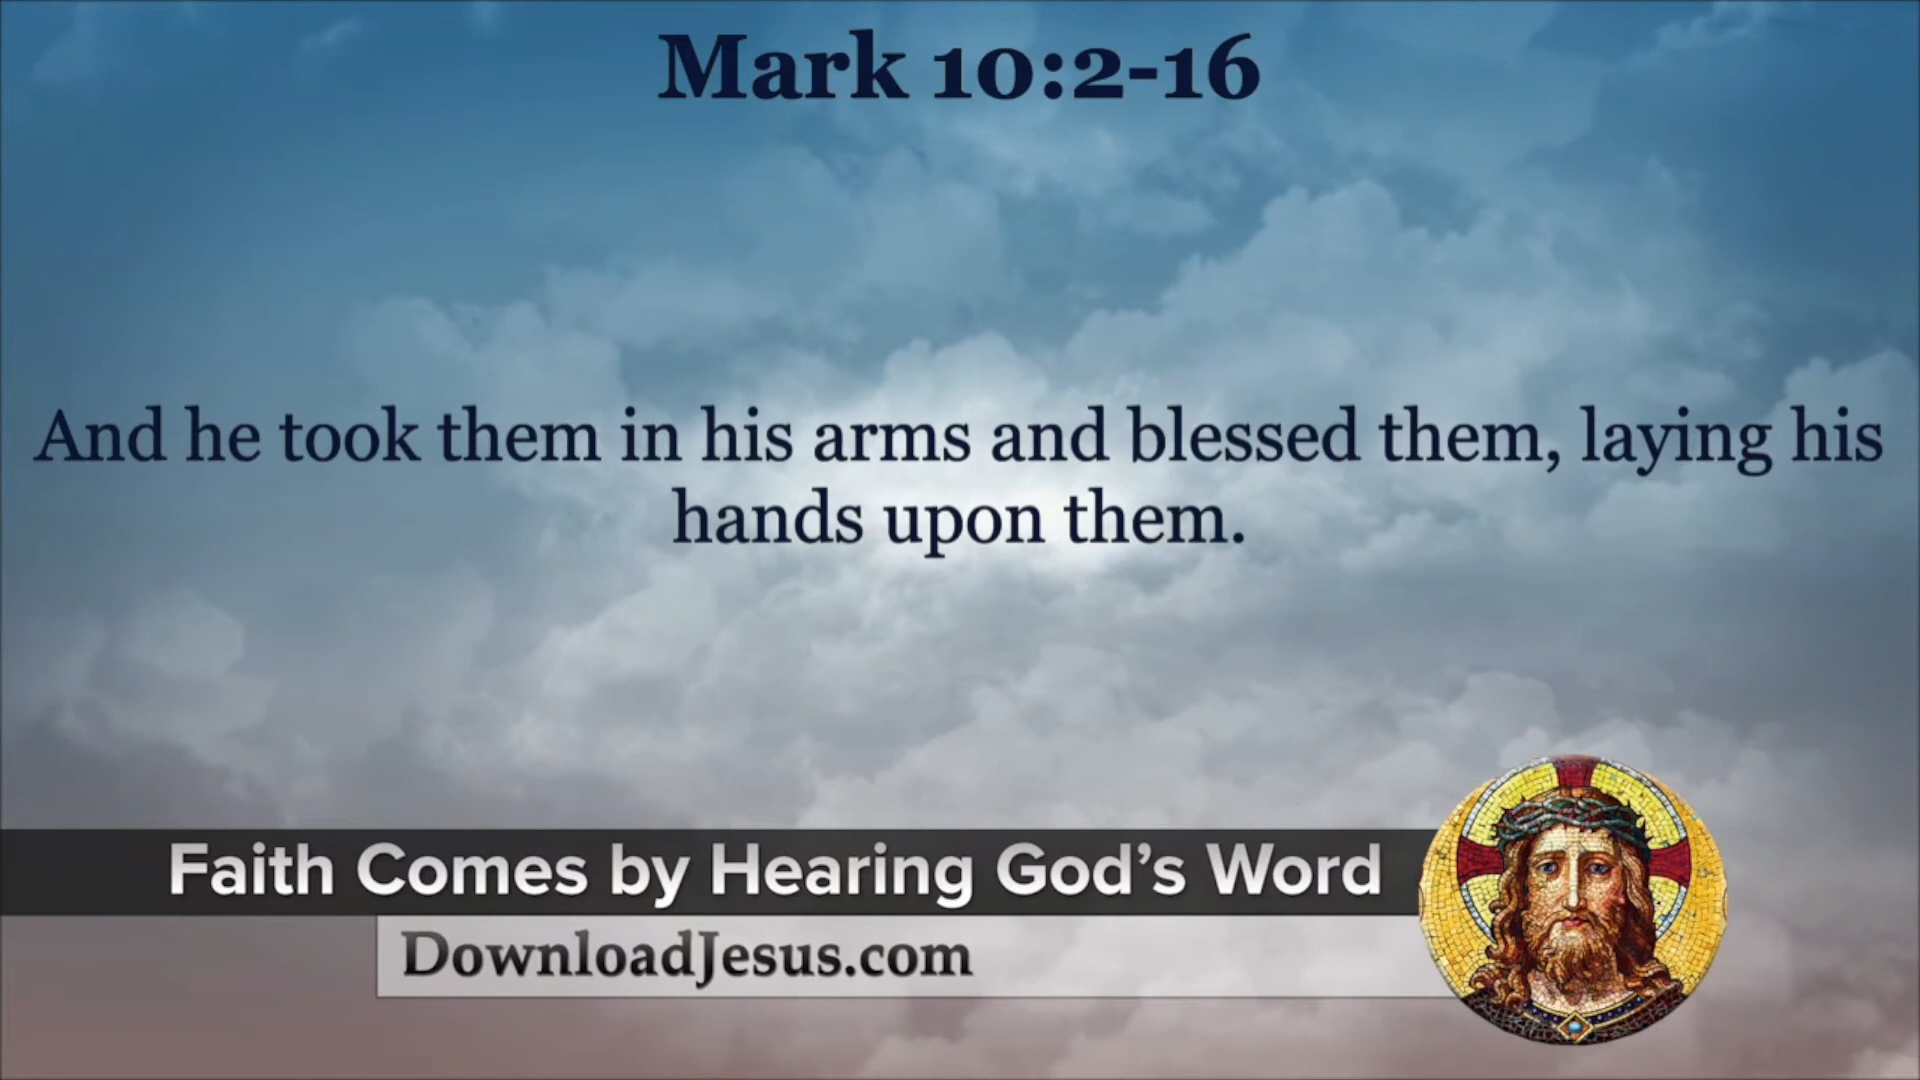 Mark 10:2-16
And he took them in his arms and blessed them, laying his
hands upon them.
Faith Comes by Hearing God’s Word
DownloadJesus.com